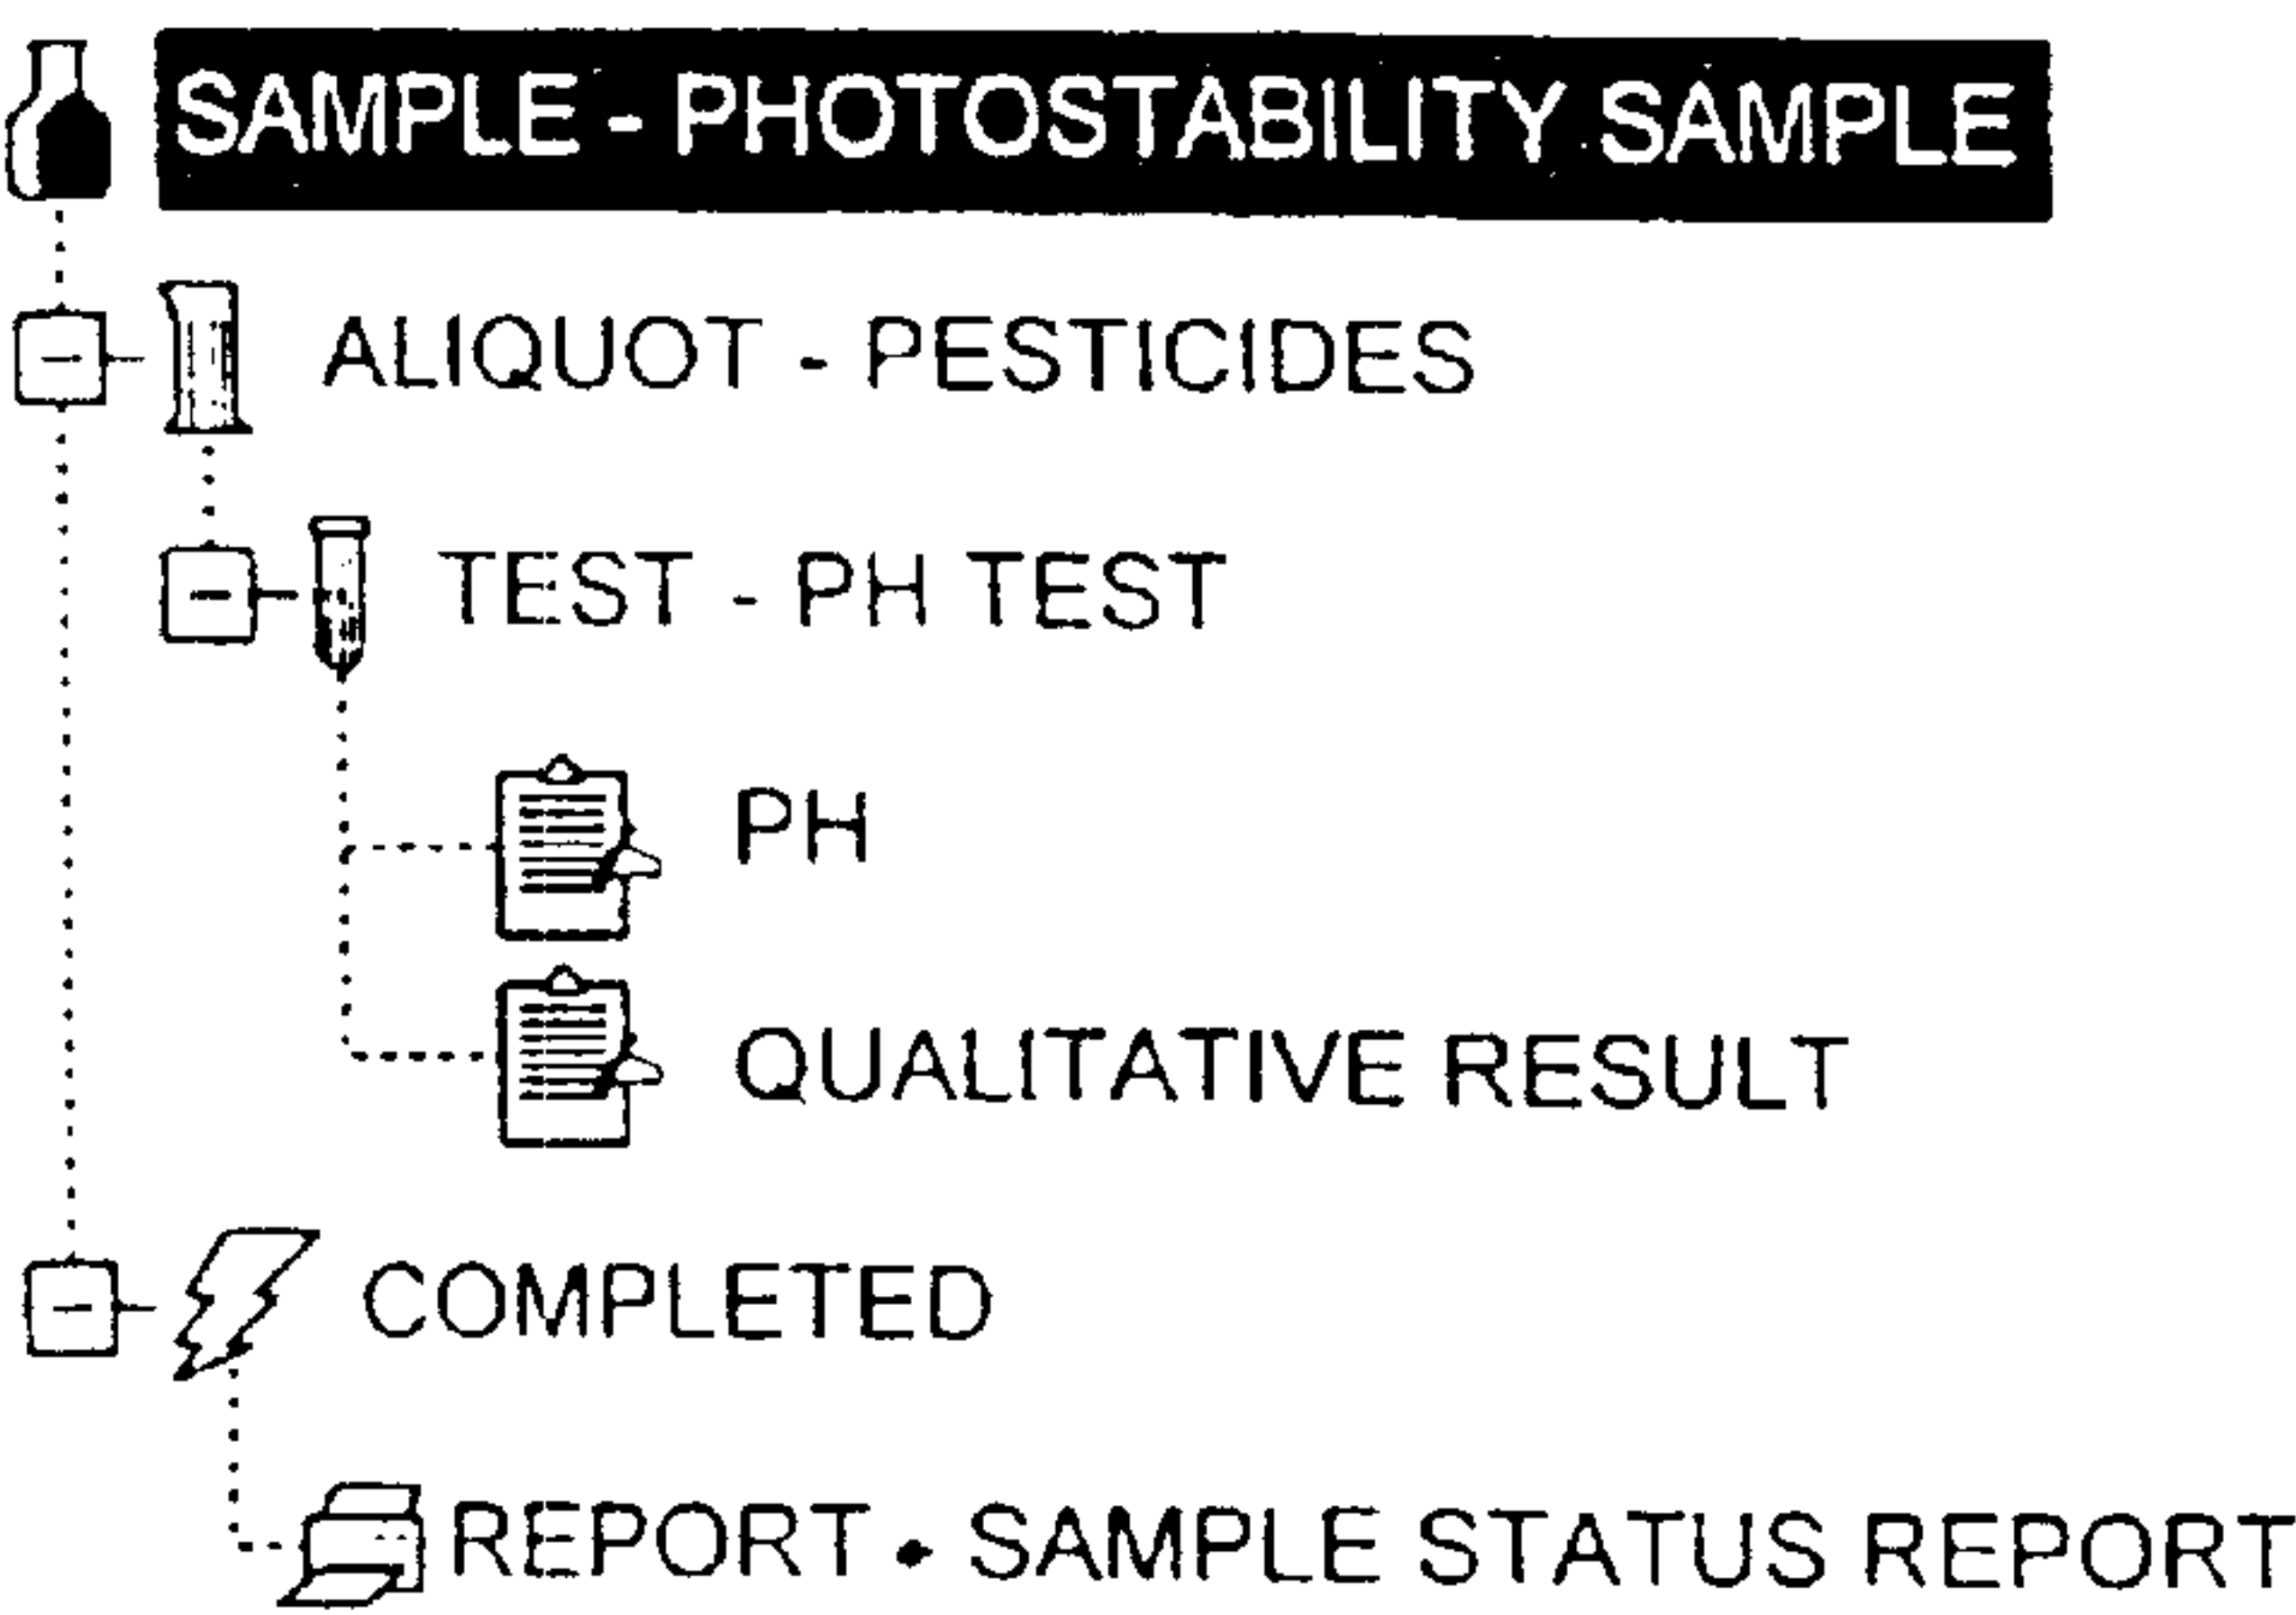 SAMPLE - PHOTOSTABILITY SAMPLE
ALIQUOT - PESTICIDES
TEST - PH TEST
PH
QUALITATIVE RESULT
COMPLETED
REPORT • SAMPLE STATUS REPORT